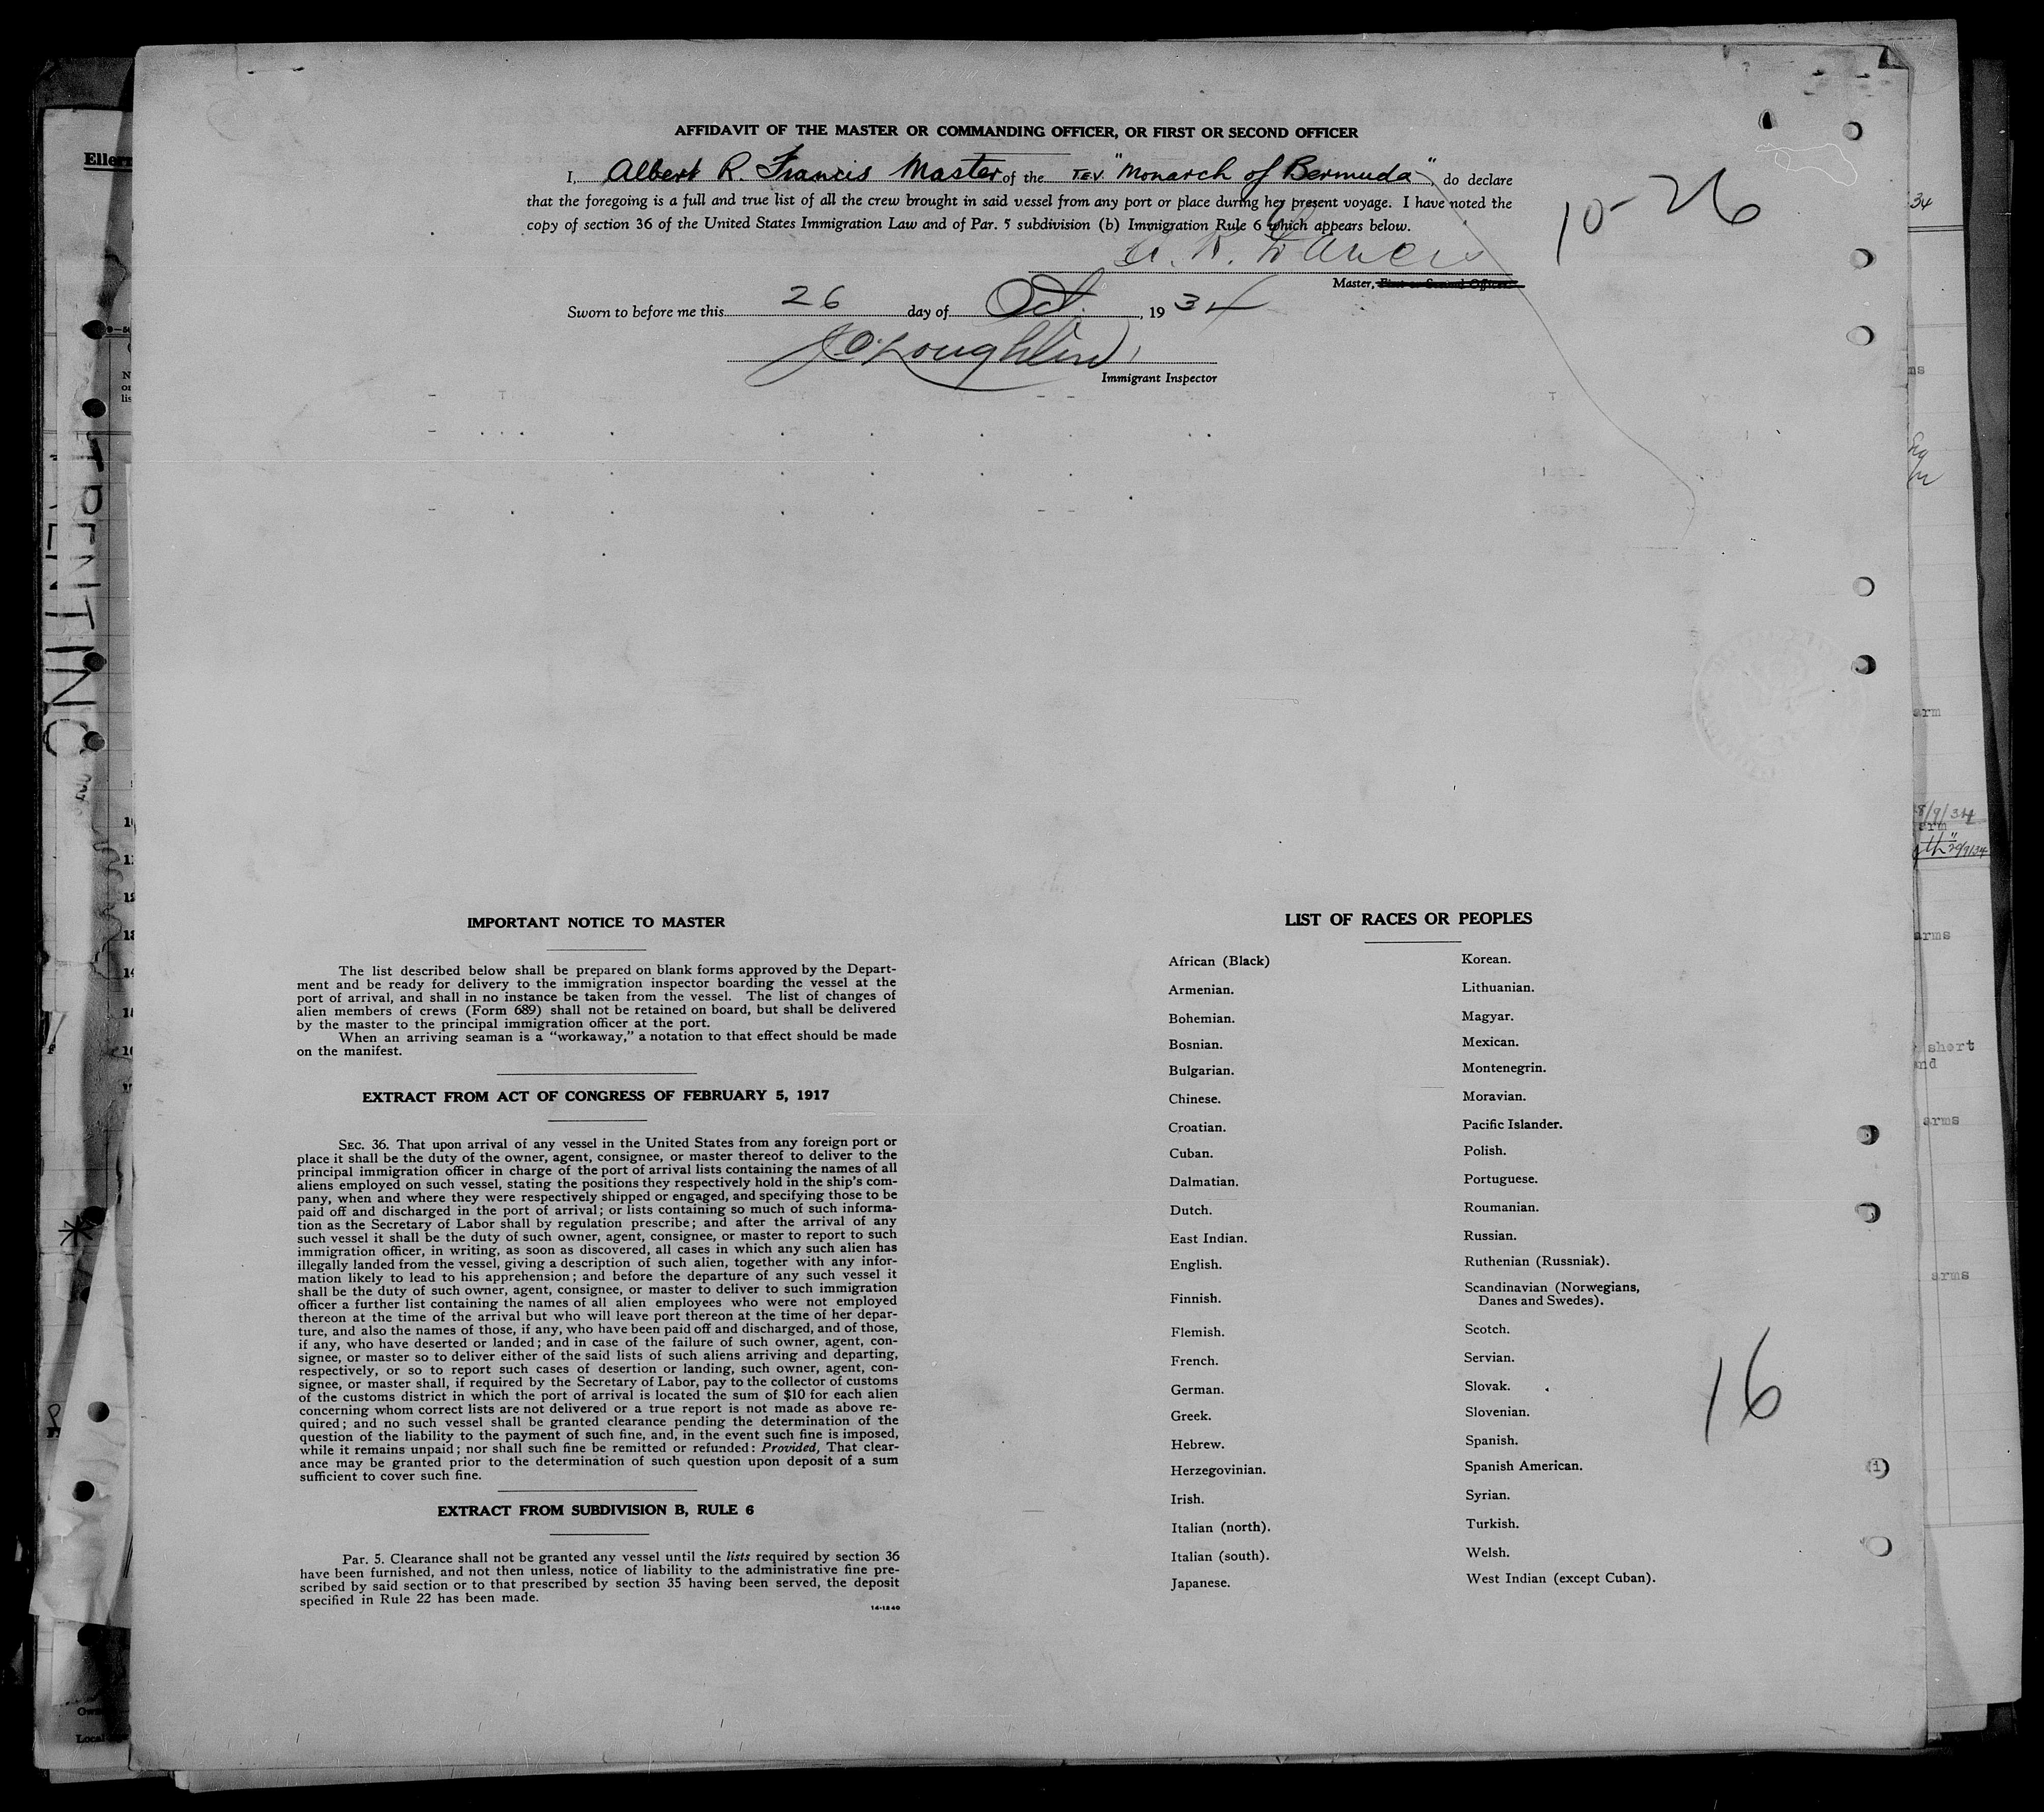 AFFIDAVIT OF THE MASTER OR COMMANDING OFFICER, OR FIRST OR SECOND OFFICER
I, Albert R. Francis Master of the T.E.V. "Monarch of Bermuda", do declare
that the foregoing is a full and true list of all the crew brought in said vessel from any port or place during her present voyage. I have noted the
copy of section 36 of the United States Immigration Law and of Par. 5 subdivision (b) Immigration Rule 6 which appears below.
10-26
A. R. Francis
Master, First or Second Officer.
Sworn to before me this 26 day of Oct., 1934
J O'Loughlin
Immigrant Inspector
IMPORTANT NOTICE TO MASTER
The list described below shall be prepared on blank forms approved by the Depart-
ment and be ready for delivery to the immigration inspector boarding the vessel at the
port of arrival, and shall in no instance be taken from the vessel. The list of changes of
alien members of crews (Form 689) shall not be retained on board, but shall be delivered
by the master to the principal immigration officer at the port.
When an arriving seaman is a "workaway," a notation to that effect should be made
on the manifest.
EXTRACT FROM ACT OF CONGRESS OF FEBRUARY 5, 1917
SEC. 36. That upon arrival of any vessel in the United States from any foreign port or
place it shall be the duty of the owner, agent, consignee, or master thereof to deliver to the
principal immigration officer in charge of the port of arrival lists containing the names of all
aliens employed on such vessel, stating the positions they respectively hold in the ship's com-
pany, when and where they were respectively shipped or engaged, and specifying those to be
paid off and discharged in the port of arrival; or lists containing so much of such informa-
tion as the Secretary of Labor shall by regulation prescribe; and after the arrival of any
such vessel it shall be the duty of such owner, agent, consignee, or master to report to such
immigration officer, in writing, as soon as discovered, all cases in which any such alien has
illegally landed from the vessel, giving a description of such alien, together with any infor-
mation likely to lead to his apprehension; and before the departure of any such vessel it
shall be the duty of such owner, agent, consignee, or master to deliver to such immigration
officer a further list containing the names of all alien employees who were not employed
thereon at the time of the arrival but who will leave port thereon at the time of her depar-
ture, and also the names of those, if any, who have been paid off and discharged, and of those,
if any, who have deserted or landed; and in case of the failure of such owner, agent, con-
signee, or master so to deliver either of the said lists of such aliens arriving and departing,
respectively, or so to report such cases of desertion or landing, such owner, agent, con-
signee, or master shall, if required by the Secretary of Labor, pay to the collector of customs
of the customs district in which the port of arrival is located the sum of $10 for each alien
concerning whom correct lists are not delivered or a true report is not made as above re-
quired; and no such vessel shall be granted clearance pending the determination of the
question of the liability to the payment of such fine, and, in the event such fine is imposed,
while it remains unpaid; nor shall such fine be remitted or refunded: Provided, That clear-
ance may be granted prior to the determination of such question upon deposit of a sum
sufficient to cover such fine.
EXTRACT FROM SUBDIVISION B, RULE 6
Par. 5. Clearance shall not be granted any vessel until the lists required by section 36
have been furnished, and not then unless, notice of liability to the administrative fine pre-
scribed by said section or to that prescribed by section 35 having been served, the deposit
specified in Rule 22 has been made.
14-1240
LIST OF RACES OR PEOPLES
African (Black)
Armenian.
Bohemian.
Bosnian.
Bulgarian.
Chinese.
Croatian.
Cuban.
Dalmatian.
Dutch.
East Indian.
English.
Finnish.
Flemish.
French.
German.
Greek.
Hebrew.
Herzegovinian.
Irish.
Italian (north).
Italian (south).
Japanese.
Korean.
Lithuanian.
Magyar.
Mexican.
Montenegrin.
Moravian.
Pacific Islander.
Polish.
Portuguese.
Roumanian.
Russian.
Ruthenian (Russniak).
Scandinavian (Norwegians,
Danes and Swedes).
Scotch.
Servian.
Slovak.
Slovenian.
Spanish.
Spanish American.
Syrian.
Turkish.
Welsh.
West Indian (except Cuban).
16
34
8/9/34
arms
short
arms
arms